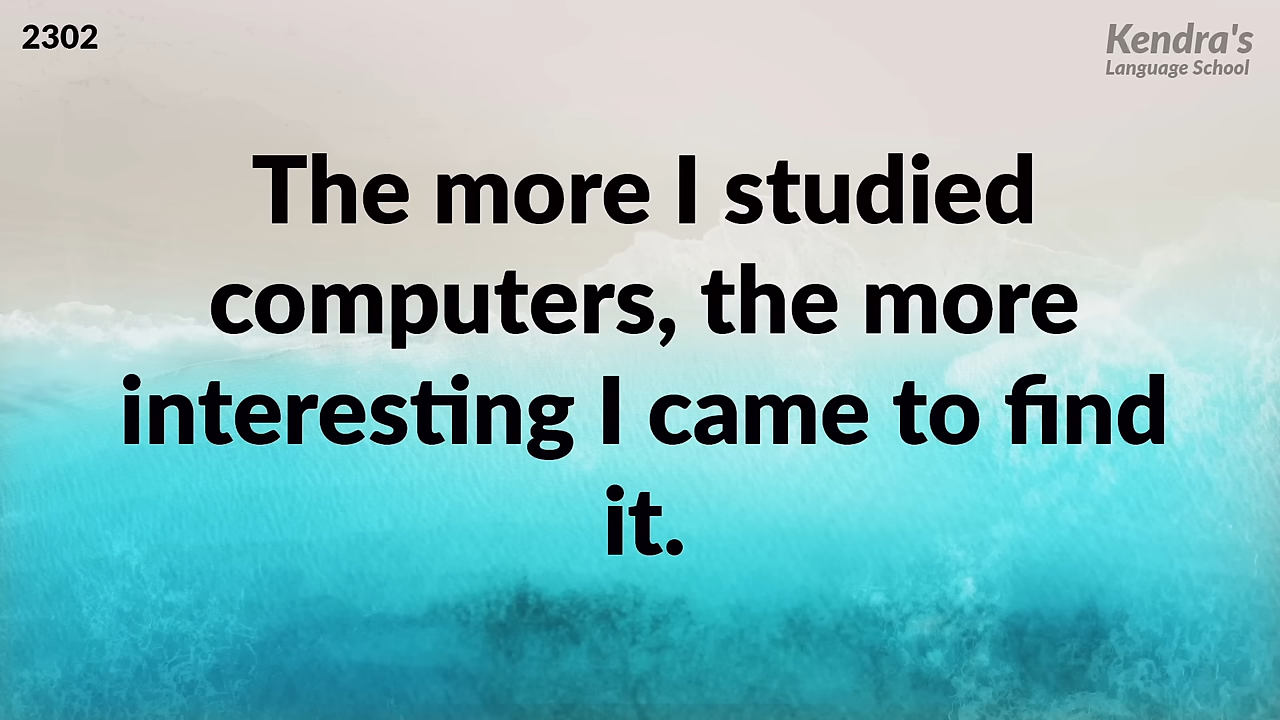 2302
Kendra's
Language School
The more I studied
computers, the more
interesting I came to find
it.